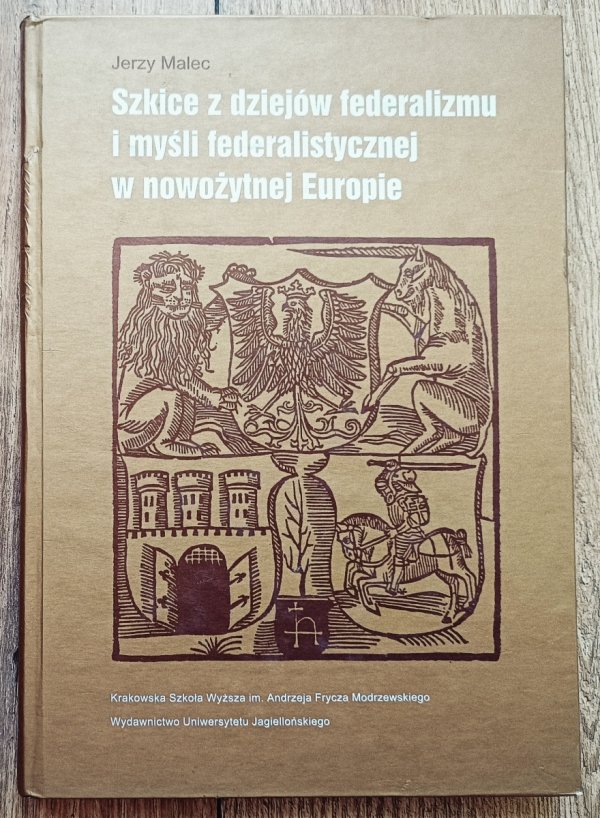 Jerzy Malec
Szkice z dziejów federalizmu
i myśli federalistycznej
w nowożytnej Europie
Krakowska Szkoła Wyższa im. Andrzeja Frycza Modrzewskiego
Wydawnictwo Uniwersytetu Jagiellońskiego